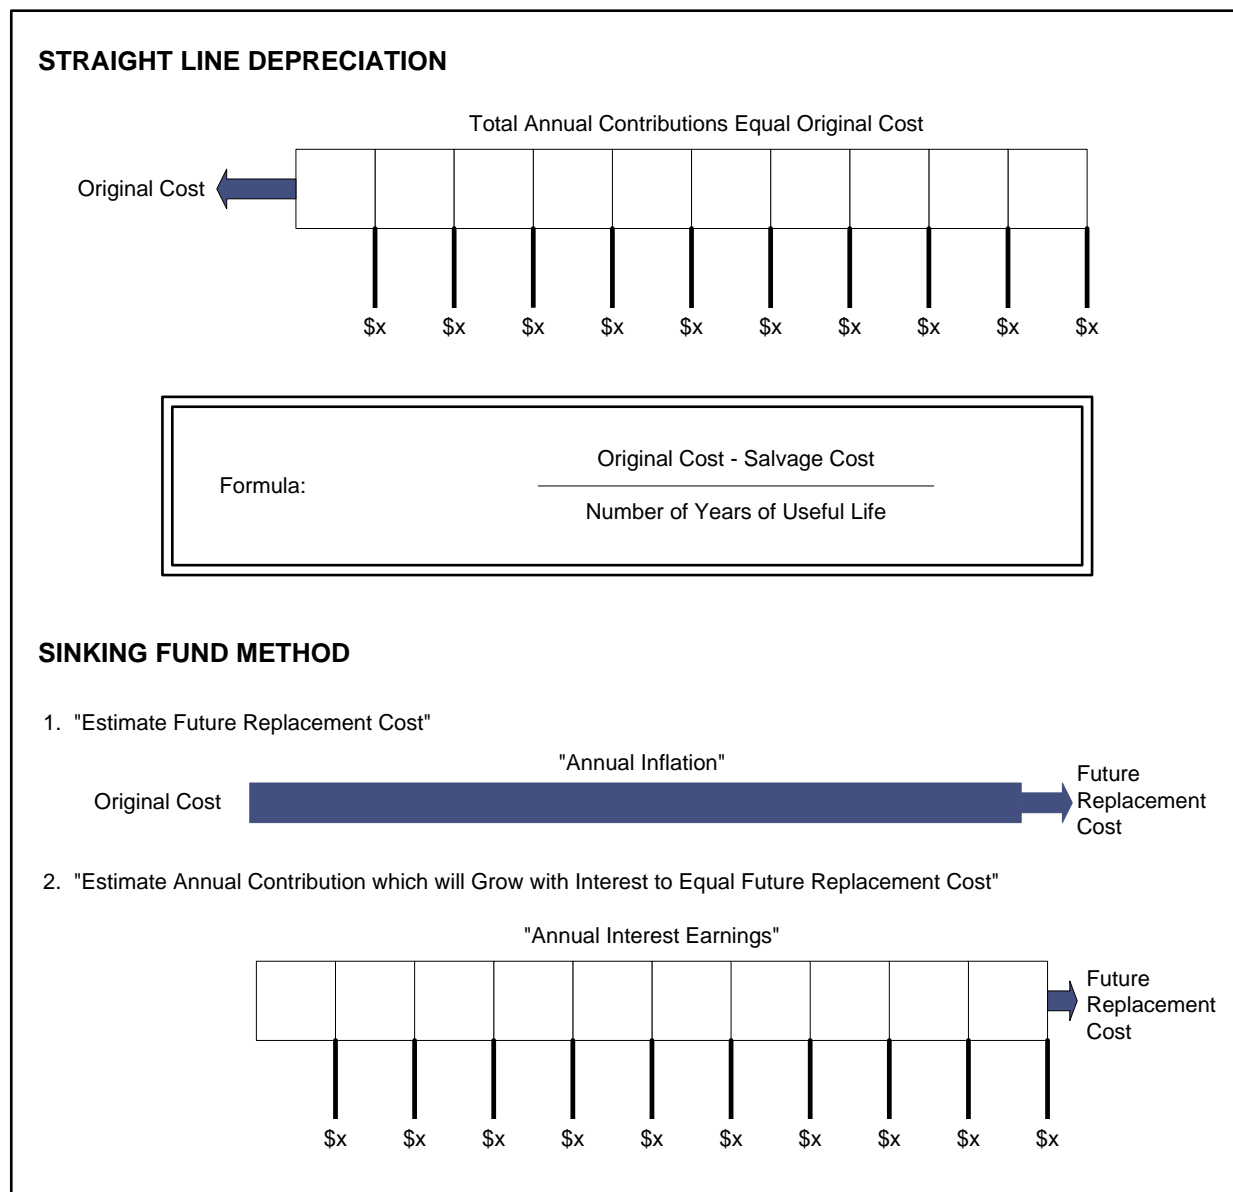 STRAIGHT LINE DEPRECIATION
Total Annual Contributions Equal Original Cost
Original Cost
$x $x $x $x $x $x $x $x $x $x
Formula:
Original Cost - Salvage Cost
Number of Years of Useful Life
SINKING FUND METHOD
1. "Estimate Future Replacement Cost"
"Annual Inflation"
Original Cost
Future
Replacement
Cost
2. "Estimate Annual Contribution which will Grow with Interest to Equal Future Replacement Cost"
"Annual Interest Earnings"
Future
Replacement
Cost
$x $x $x $x $x $x $x $x $x $x